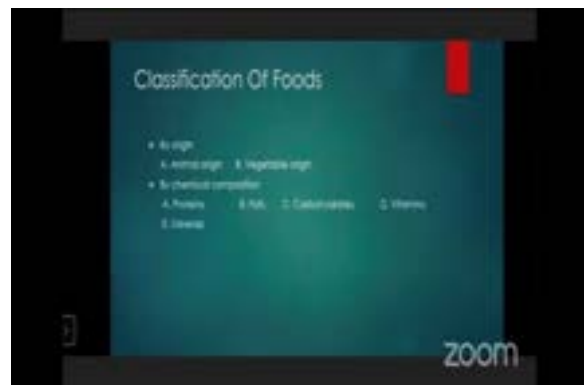 Classification Of Foods
By origin
A. Animal origin B. Vegetable origin
By chemical composition
A. Proteins B. Fats C. Carbohydrates D. Vitamins
E. Minerals
zoom